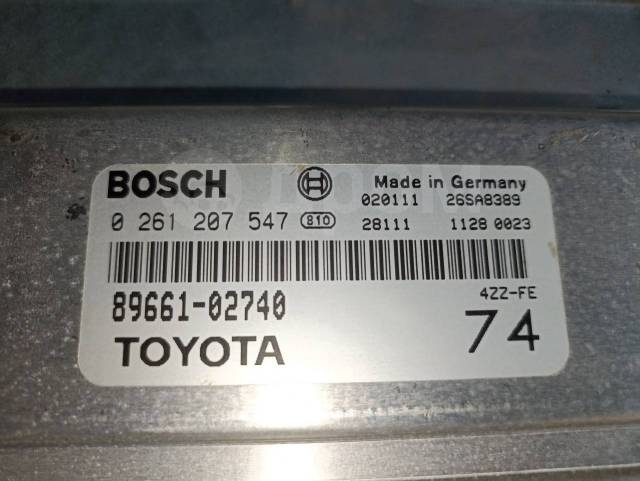 BOSCH Made in Germany
020111 26SA8389
0 261 207 547 810 28111 1128 0023
89661-02740 4ZZ-FE
TOYOTA 74